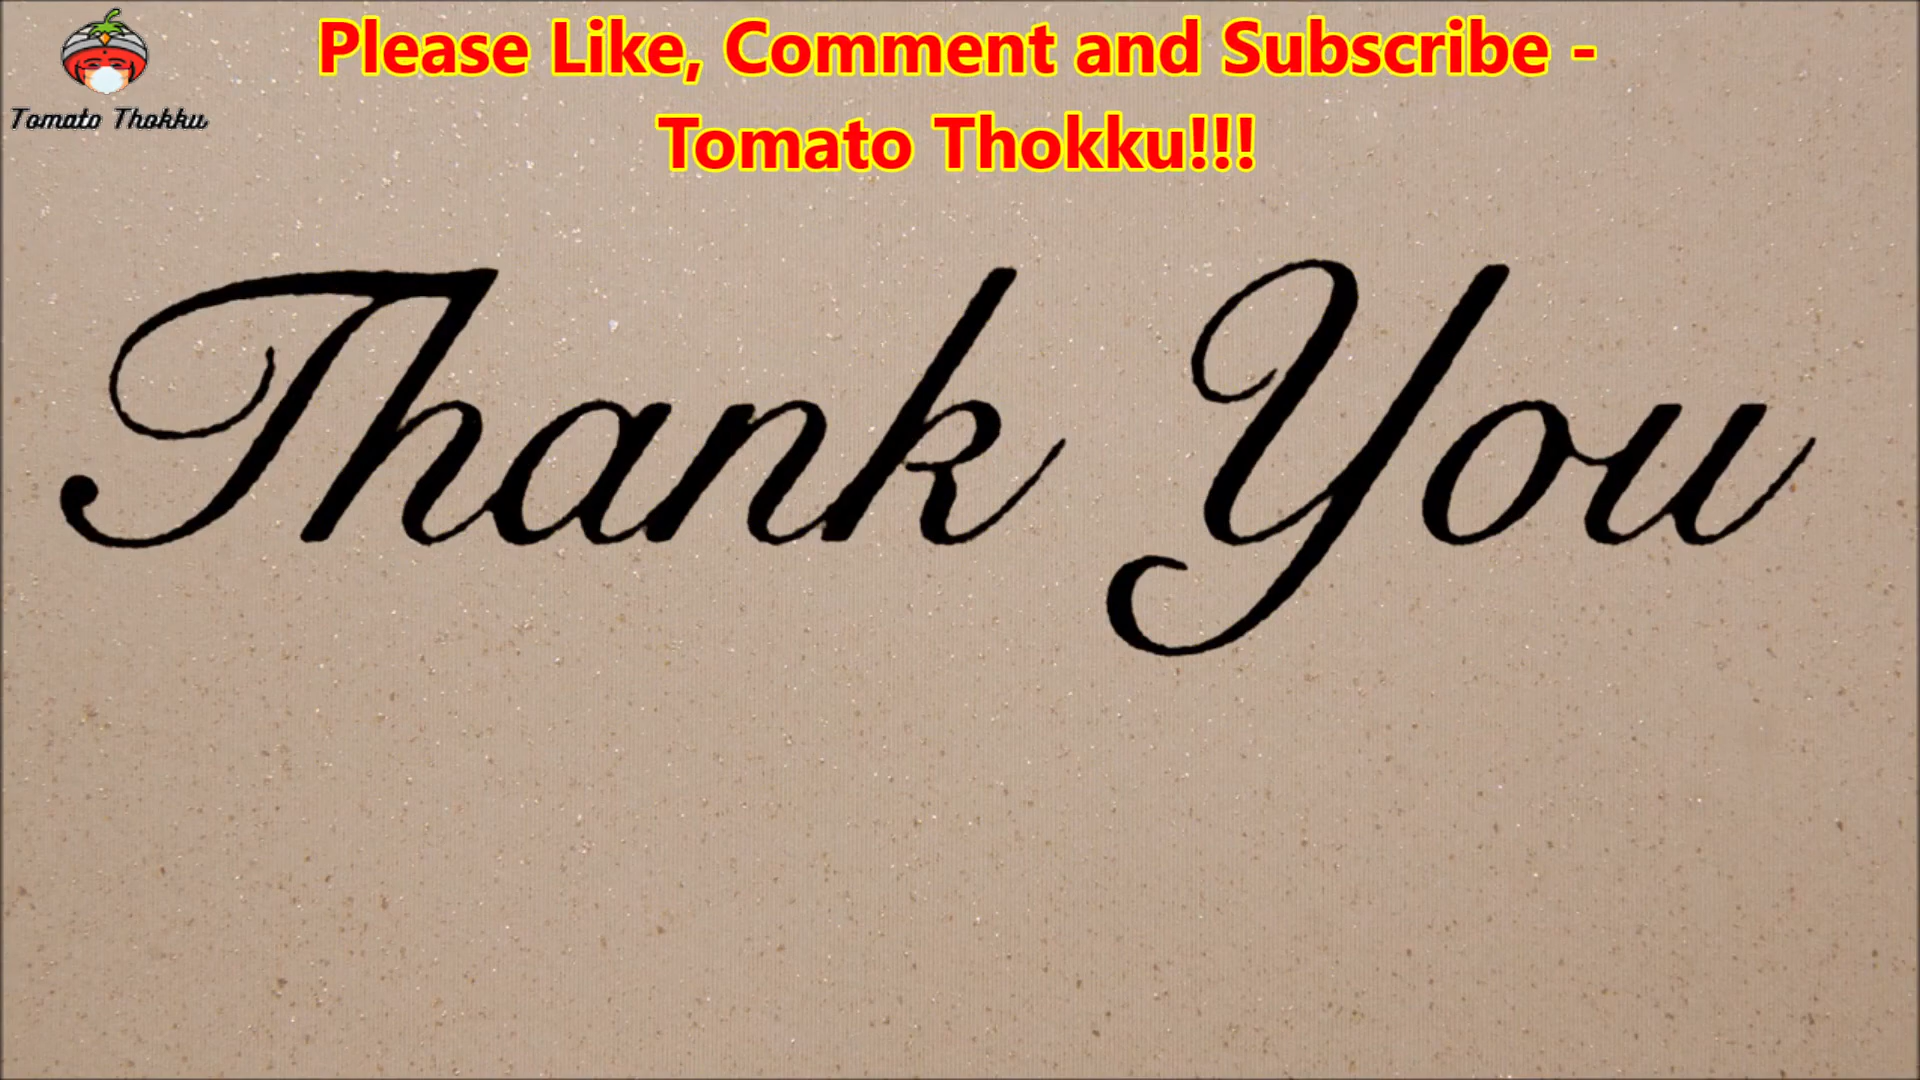 Please Like, Comment and Subscribe -
Tomato Thokku!!!
Tomato Thokku
Thank You